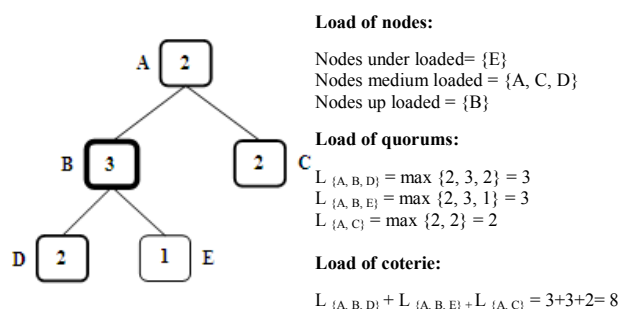 A 2
B 3
2 C
D 2
1 E
Load of nodes:
Nodes under loaded= {E}
Nodes medium loaded = {A, C, D}
Nodes up loaded = {B}
Load of quorums:
L {A, B, D} = max {2, 3, 2} = 3
L {A, B, E} = max {2, 3, 1} = 3
L {A, C} = max {2, 2} = 2
Load of coterie:
L {A, B, D} + L {A, B, E} + L {A, C} = 3+3+2= 8